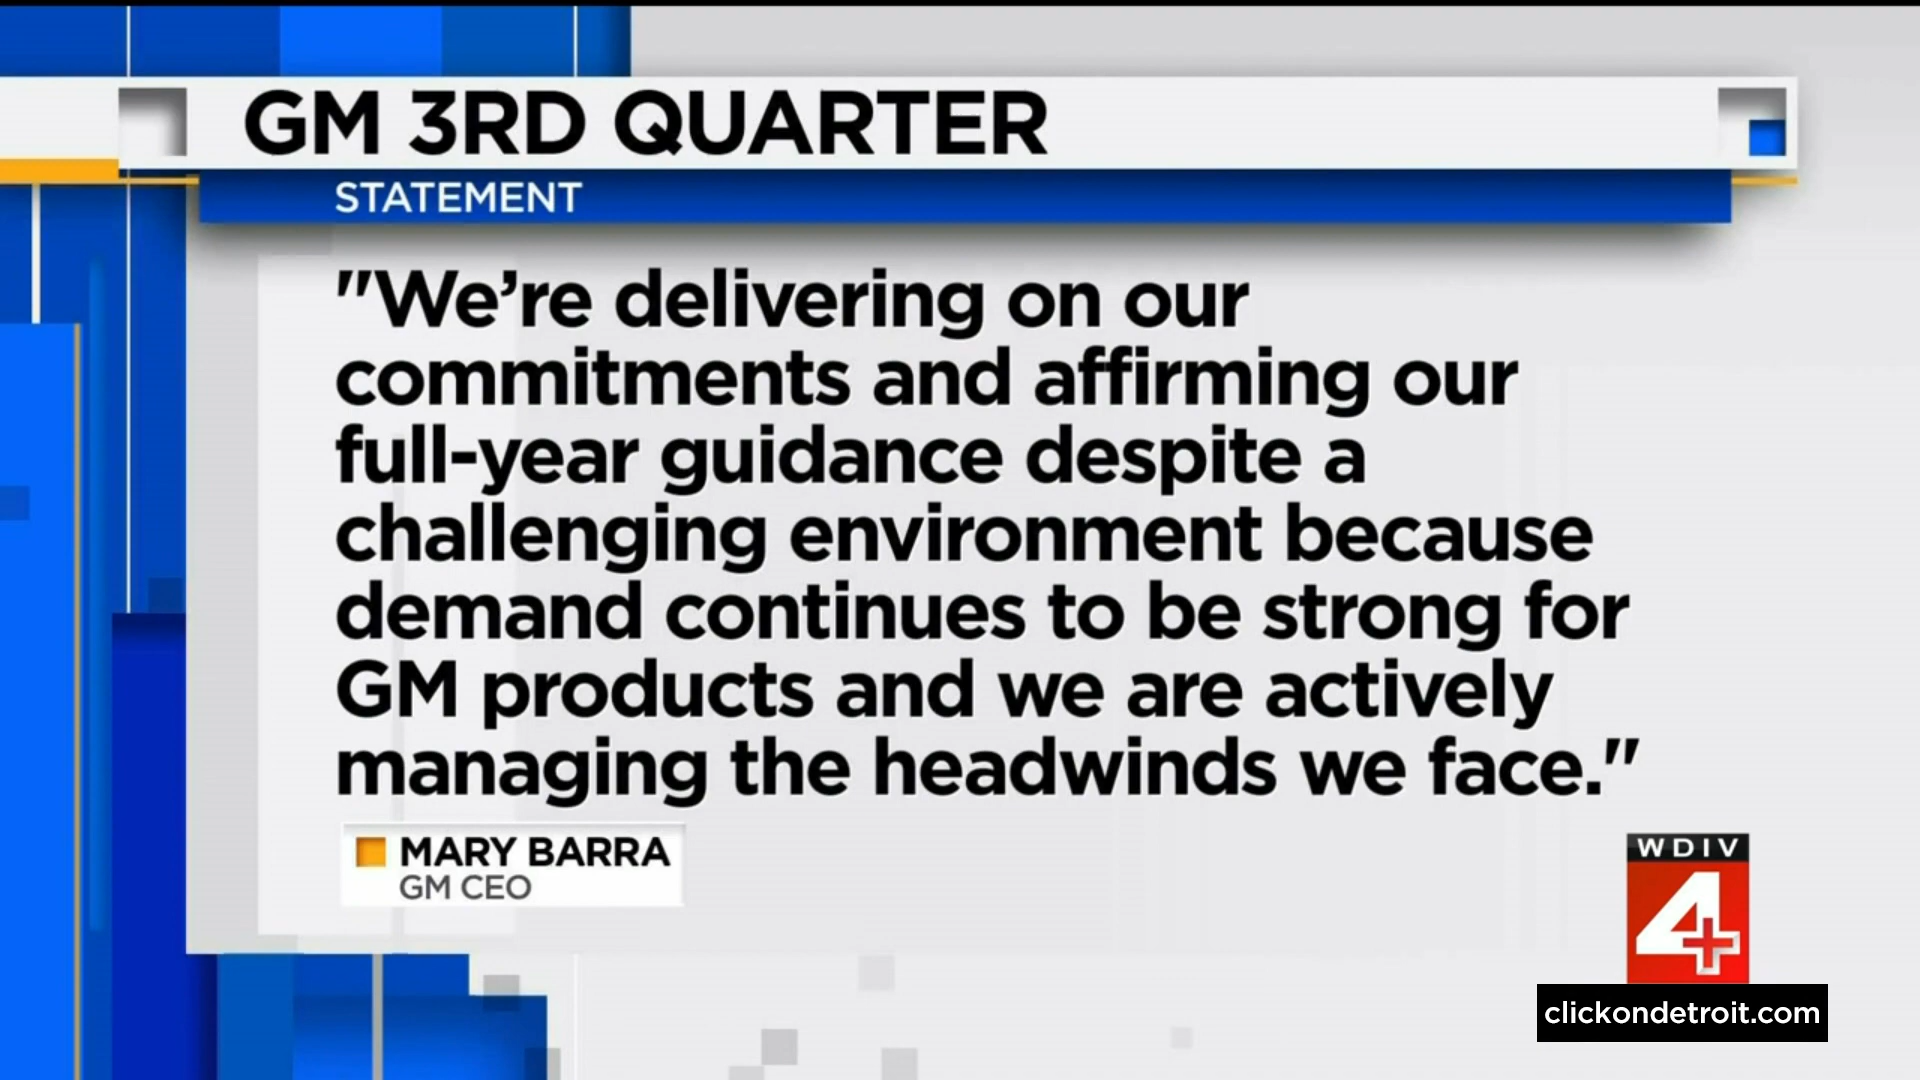 GM 3RD QUARTER
STATEMENT
"We’re delivering on our
commitments and affirming our
full-year guidance despite a
challenging environment because
demand continues to be strong for
GM products and we are actively
managing the headwinds we face."
MARY BARRA
GM CEO
WDIV
4+
clickondetroit.com